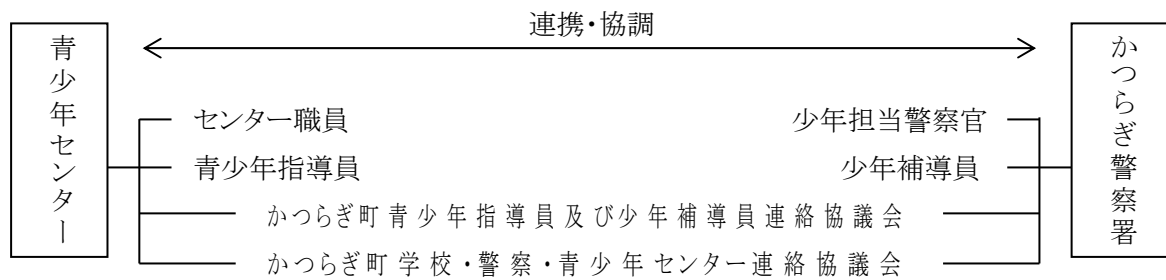 連携・協調
青少年センター
かつらぎ警察署
センター職員
少年担当警察官
青少年指導員
少年補導員
かつらぎ町青少年指導員及び少年補導員連絡協議会
かつらぎ町学校・警察・青少年センター連絡協議会